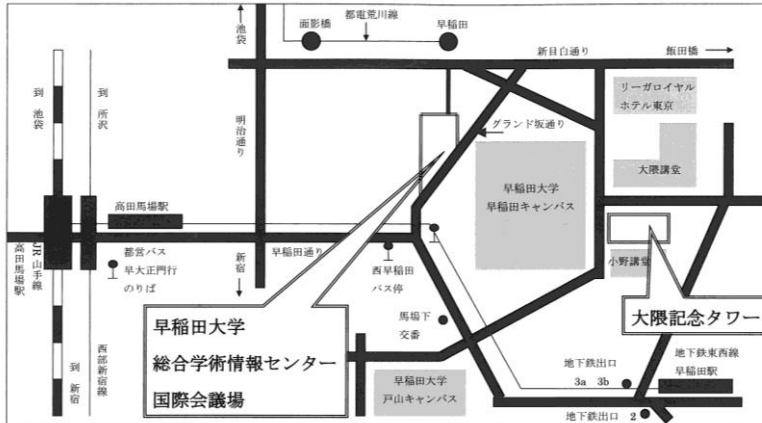 都電荒川線
面影橋
早稲田
池袋
新目白通り
飯田橋
リーガロイヤル
ホテル東京
到 池袋
到 所沢
明治通り
グランド坂通り
大隈講堂
早稲田大学
早稲田キャンパス
高田馬場駅
早稲田通り
西早稲田
バス停
都営バス
早大正門行
のりば
JR山手線
高田馬場駅
新宿
小野講堂
大隈記念タワー
早稲田大学
総合学術情報センター
国際会議場
馬場下
交番
地下鉄東西線
早稲田駅
地下鉄出口
3a 3b
早稲田大学
戸山キャンパス
到 新宿
西部新宿線
地下鉄出口 2